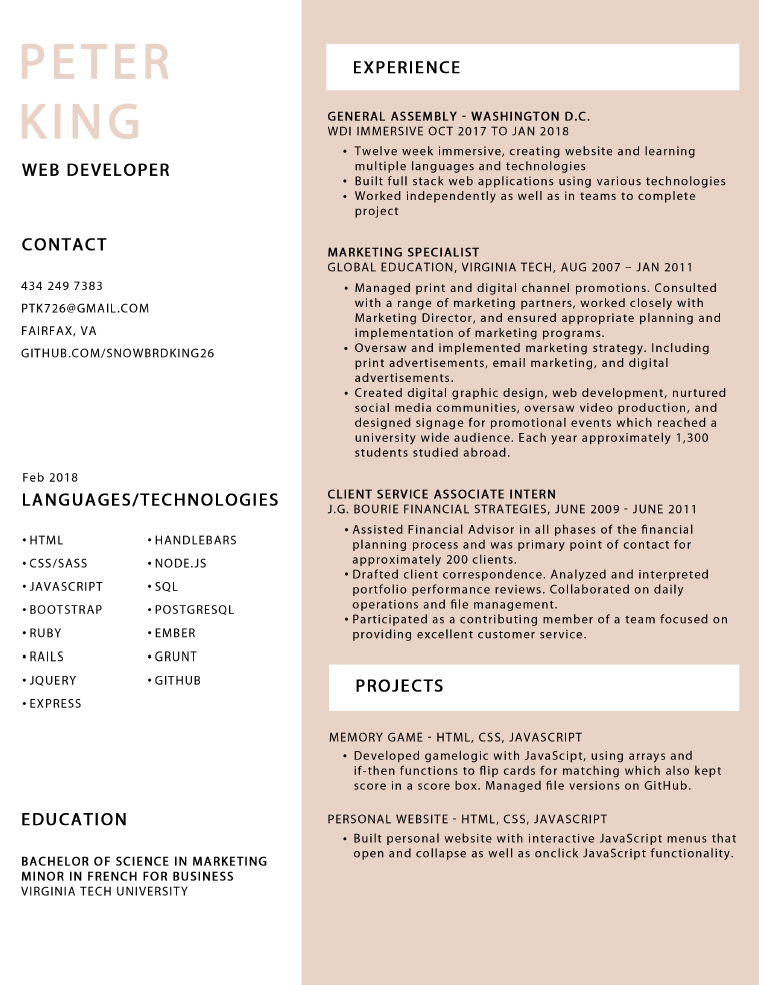 PETER
KING
WEB DEVELOPER
CONTACT
434 249 7383
PTK726@GMAIL.COM
FAIRFAX, VA
GITHUB.COM/SNOWBRDKING26
Feb 2018
LANGUAGES/TECHNOLOGIES
• HTML
• CSS/SASS
• JAVASCRIPT
• BOOTSTRAP
• RUBY
• RAILS
• JQUERY
• EXPRESS
• HANDLEBARS
• NODE.JS
• SQL
• POSTGRESQL
• EMBER
• GRUNT
• GITHUB
EDUCATION
BACHELOR OF SCIENCE IN MARKETING
MINOR IN FRENCH FOR BUSINESS
VIRGINIA TECH UNIVERSITY
EXPERIENCE
GENERAL ASSEMBLY - WASHINGTON D.C.
WDI IMMERSIVE OCT 2017 TO JAN 2018
• Twelve week immersive, creating website and learning
multiple languages and technologies
• Built full stack web applications using various technologies
• Worked independently as well as in teams to complete
project
MARKETING SPECIALIST
GLOBAL EDUCATION, VIRGINIA TECH, AUG 2007 – JAN 2011
• Managed print and digital channel promotions. Consulted
with a range of marketing partners, worked closely with
Marketing Director, and ensured appropriate planning and
implementation of marketing programs.
• Oversaw and implemented marketing strategy. Including
print advertisements, email marketing, and digital
advertisements.
• Created digital graphic design, web development, nurtured
social media communities, oversaw video production, and
designed signage for promotional events which reached a
university wide audience. Each year approximately 1,300
students studied abroad.
CLIENT SERVICE ASSOCIATE INTERN
J.G. BOURIE FINANCIAL STRATEGIES, JUNE 2009 - JUNE 2011
• Assisted Financial Advisor in all phases of the financial
planning process and was primary point of contact for
approximately 200 clients.
• Drafted client correspondence. Analyzed and interpreted
portfolio performance reviews. Collaborated on daily
operations and file management.
• Participated as a contributing member of a team focused on
providing excellent customer service.
PROJECTS
MEMORY GAME - HTML, CSS, JAVASCRIPT
• Developed gamelogic with JavaScipt, using arrays and
if-then functions to flip cards for matching which also kept
score in a score box. Managed file versions on GitHub.
PERSONAL WEBSITE - HTML, CSS, JAVASCRIPT
• Built personal website with interactive JavaScript menus that
open and collapse as well as onclick JavaScript functionality.